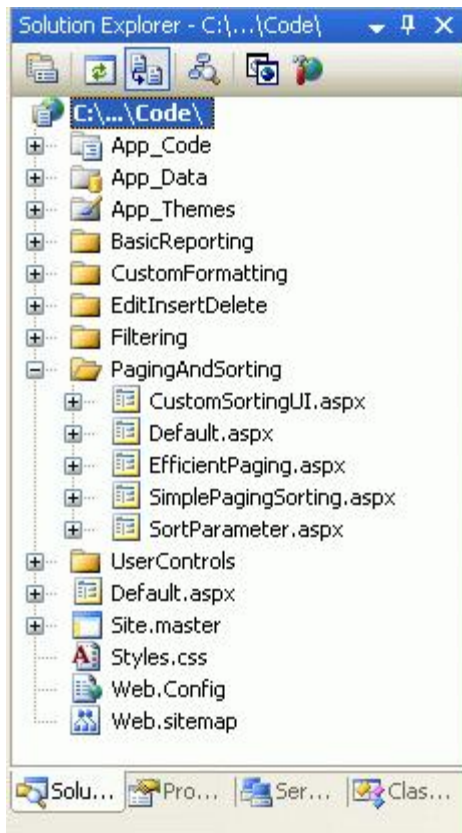 Solution Explorer - C:\...\Code\
C:\...\Code\
App_Code
App_Data
App_Themes
BasicReporting
CustomFormatting
EditInsertDelete
Filtering
PagingAndSorting
CustomSortingUI.aspx
Default.aspx
EfficientPaging.aspx
SimplePagingSorting.aspx
SortParameter.aspx
UserControls
Default.aspx
Site.master
Styles.css
Web.Config
Web.sitemap
Solu... Pro... Ser... Clas...